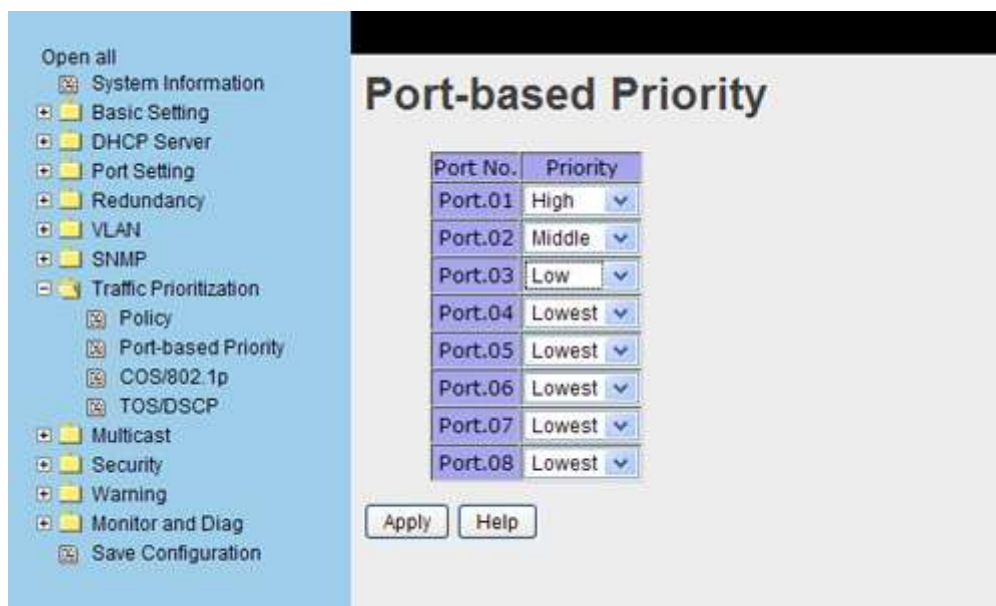 Open all
System Information
Basic Setting
DHCP Server
Port Setting
Redundancy
VLAN
SNMP
Traffic Prioritization
Policy
Port-based Priority
COS/802.1p
TOS/DSCP
Multicast
Security
Warning
Monitor and Diag
Save Configuration
Port-based Priority
Port No. Priority
Port.01 High
Port.02 Middle
Port.03 Low
Port.04 Lowest
Port.05 Lowest
Port.06 Lowest
Port.07 Lowest
Port.08 Lowest
Apply Help